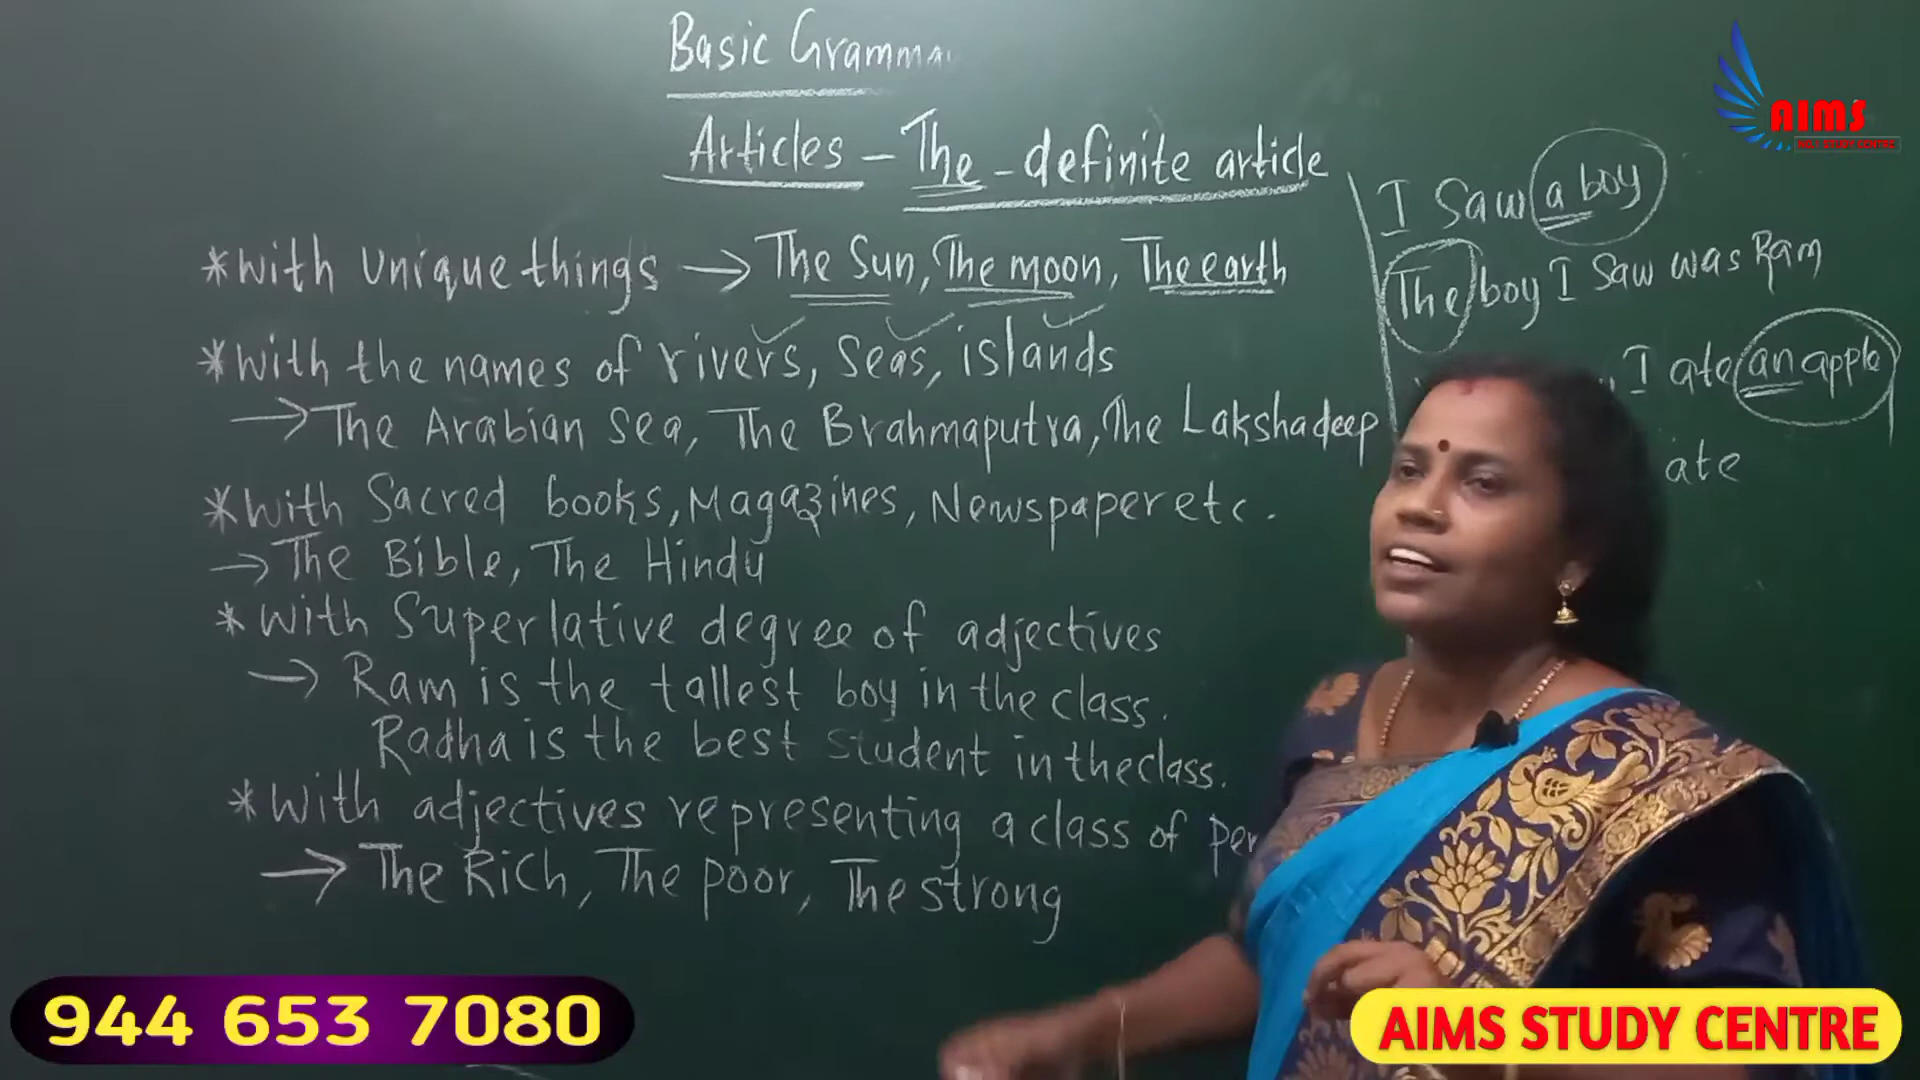 Basic Gramma
Articles - The - definite article
*With unique things → The Sun, The moon, The earth
*With the names of rivers, Seas, islands
→ The Arabian Sea, The Brahmaputra, The Lakshadeep
*With Sacred books, Magazines, Newspaper etc.
→ The Bible, The Hindu
*With Superlative degree of adjectives
→ Ram is the tallest boy in the class.
Radha is the best student in the class.
*With adjectives representing a class of per
→ The Rich, The poor, The strong
I Saw a boy
The boy I Saw was Ram
I ate an apple
ate
AIMS
AIMS STUDY CENTRE
944 653 7080